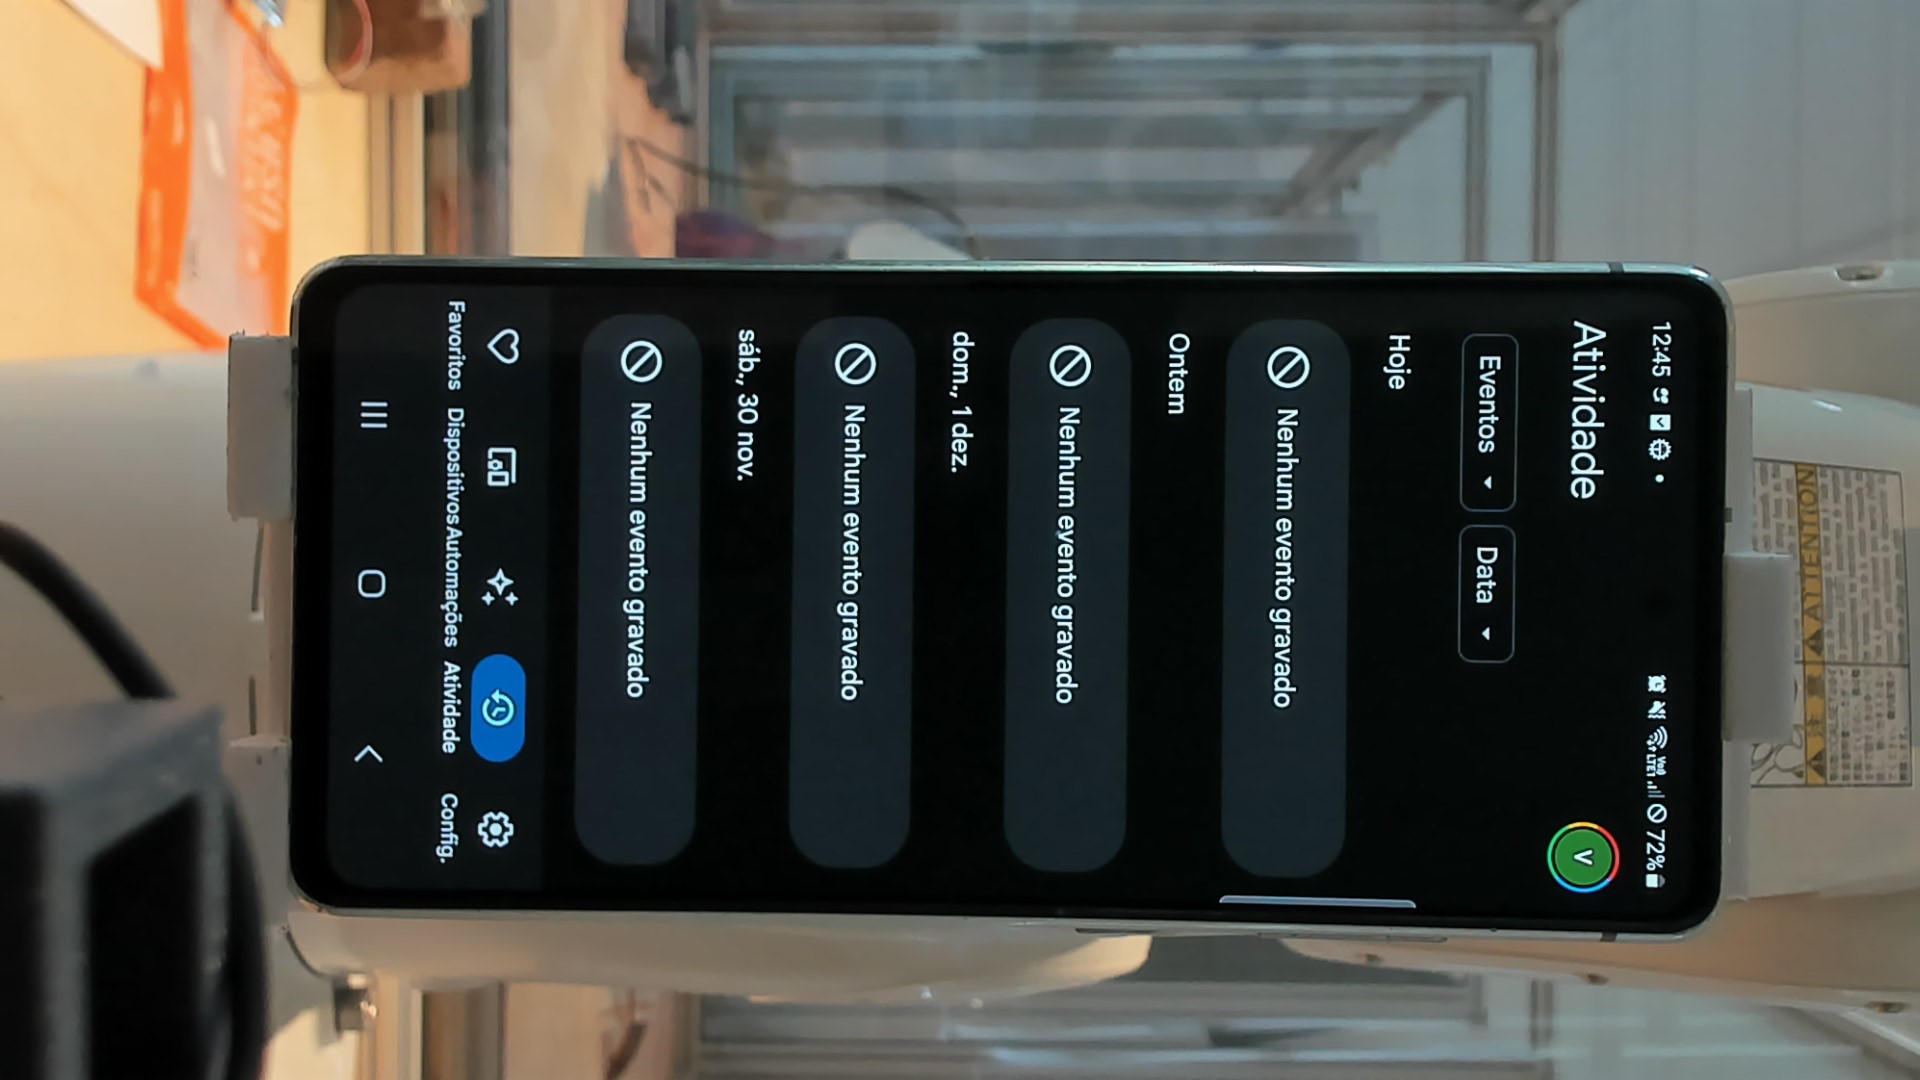 12:45
72%
Atividade
V
Eventos
Data
Hoje
Nenhum evento gravado
Ontem
Nenhum evento gravado
dom., 1 dez.
Nenhum evento gravado
sáb., 30 nov.
Nenhum evento gravado
Favoritos
Dispositivos
Automações
Atividade
Config.
ATTENTION